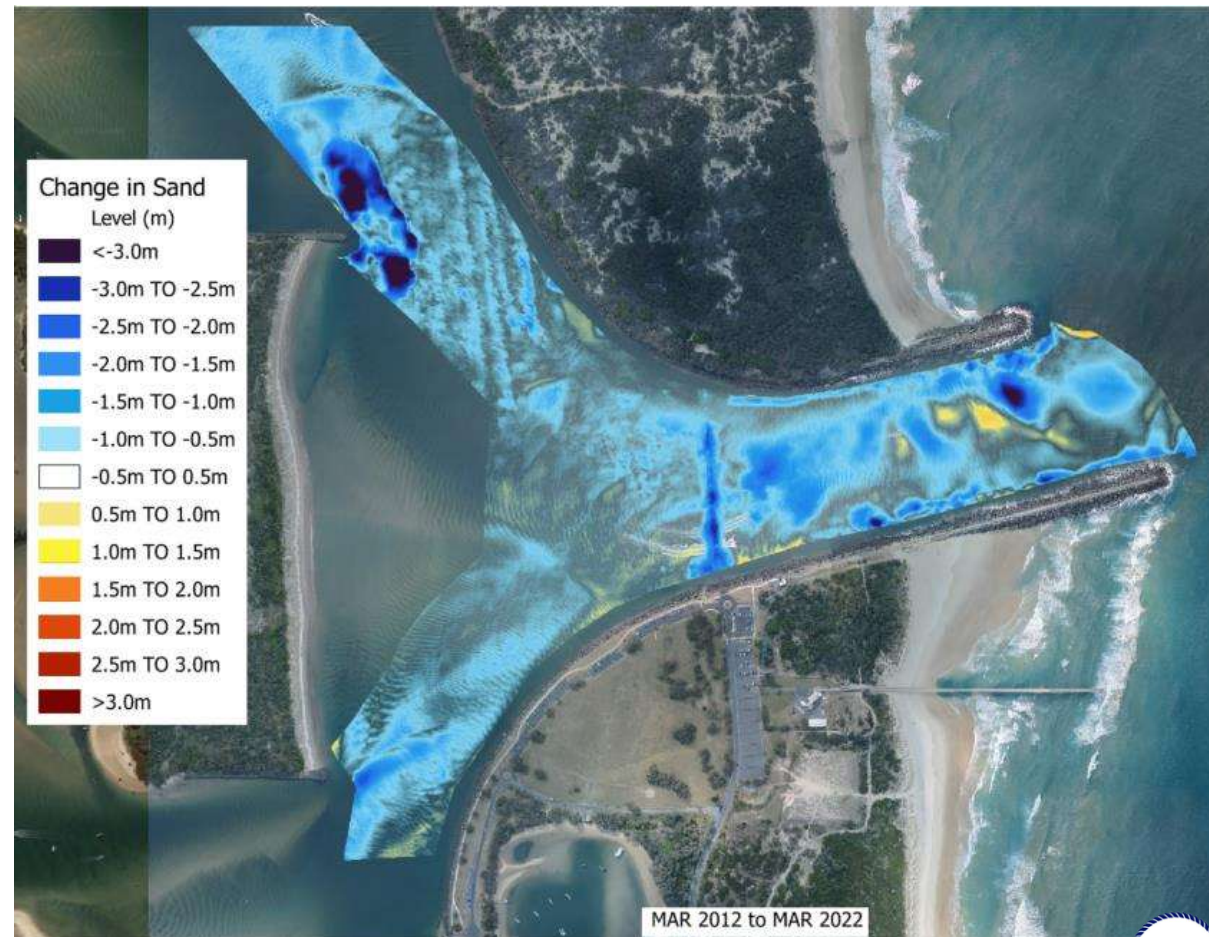 Change in Sand
Level (m)
<-3.0m
-3.0m TO -2.5m
-2.5m TO -2.0m
-2.0m TO -1.5m
-1.5m TO -1.0m
-1.0m TO -0.5m
-0.5m TO 0.5m
0.5m TO 1.0m
1.0m TO 1.5m
1.5m TO 2.0m
2.0m TO 2.5m
2.5m TO 3.0m
>3.0m
MAR 2012 to MAR 2022